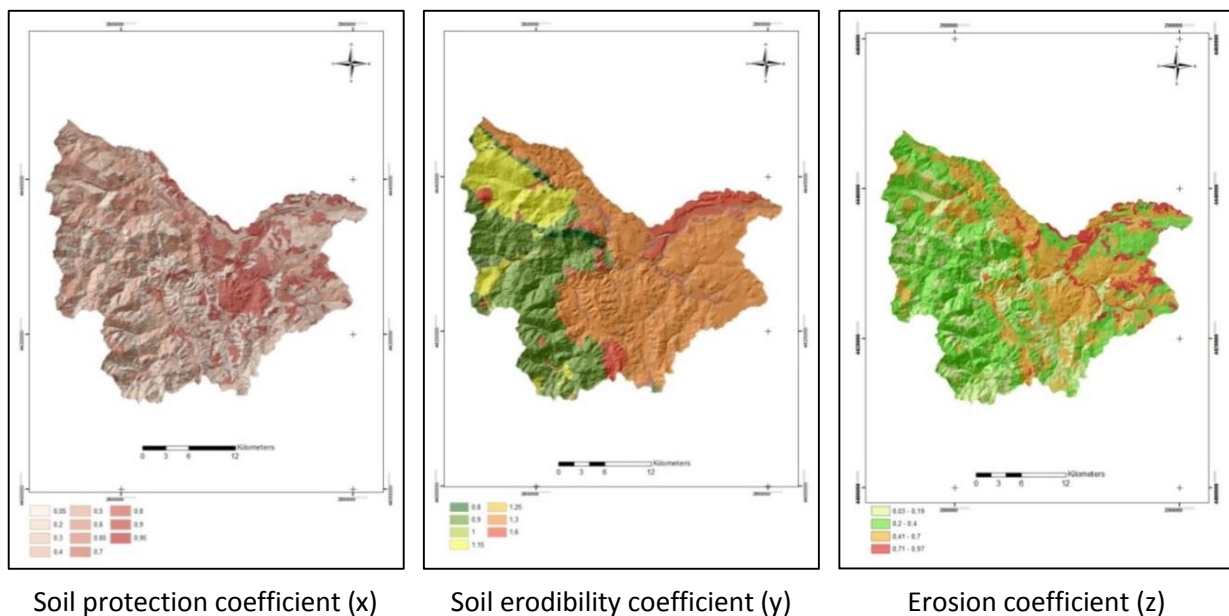 Kilometers
0 3 6 12
0,05 0,5 0,8
0,2 0,6 0,9
0,3 0,65 0,95
0,4 0,7
Soil protection coefficient (x)
Kilometers
0 3 6 12
0,8 1,25
0,9 1,3
1 1,6
1,15
Soil erodibility coefficient (y)
Kilometers
0 3 6 12
0,03 - 0,19
0,2 - 0,4
0,41 - 0,7
0,71 - 0,97
Erosion coefficient (z)